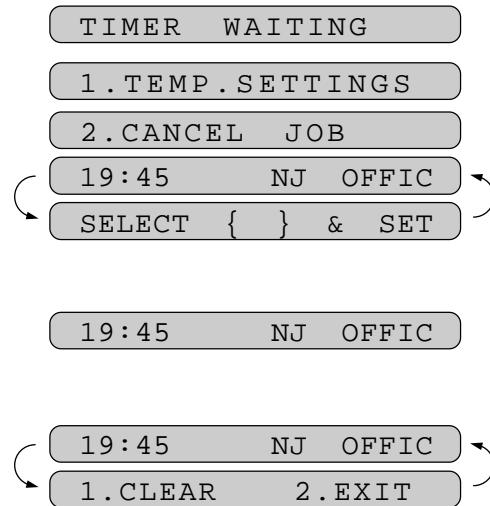 TIMER WAITING
1.TEMP.SETTINGS
2.CANCEL JOB
19:45 NJ OFFIC
SELECT { } & SET
19:45 NJ OFFIC
19:45 NJ OFFIC
1.CLEAR 2.EXIT